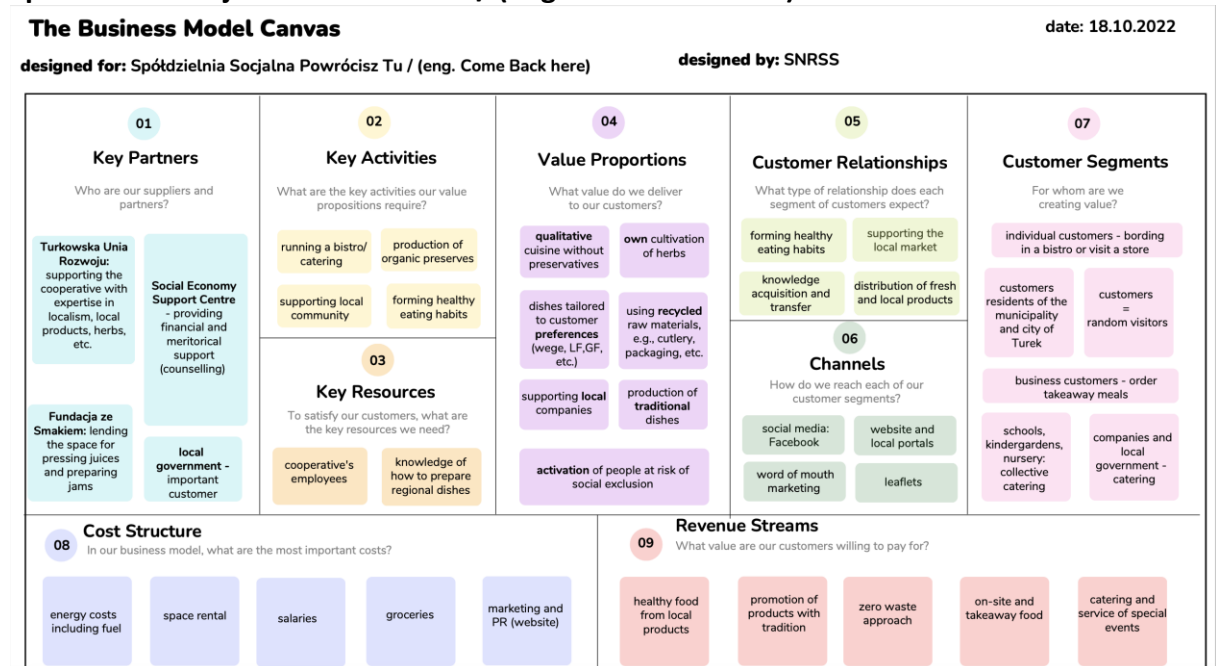 The Business Model Canvas
date: 18.10.2022
designed for: Spółdzielnia Socjalna Powrócisz Tu / (eng. Come Back here)
designed by: SNRSS
01
Key Partners
Who are our suppliers and
partners?
Turkowska Unia
Rozwoju:
supporting the
cooperative with
expertise in
localism, local
products, herbs,
etc.
Social Economy
Support Centre
- providing
financial and
meritorical
support
(counselling)
Fundacja ze
Smakiem: lending
the space for
pressing juices
and preparing
jams
local
government -
important
customer
02
Key Activities
What are the key activities our value
propositions require?
running a bistro/
catering
production of
organic preserves
supporting local
community
forming healthy
eating habits
03
Key Resources
To satisfy our customers, what are
the key resources we need?
cooperative's
employees
knowledge of
how to prepare
regional dishes
04
Value Proportions
What value do we deliver
to our customers?
qualitative
cuisine without
preservatives
own cultivation
of herbs
dishes tailored
to customer
preferences
(wege, LF,GF,
etc.)
using recycled
raw materials,
e.g., cutlery,
packaging, etc.
supporting local
companies
production of
traditional
dishes
activation of people at risk of
social exclusion
05
Customer Relationships
What type of relationship does each
segment of customers expect?
forming healthy
eating habits
supporting the
local market
knowledge
acquisition and
transfer
distribution of fresh
and local products
06
Channels
How do we reach each of our
customer segments?
social media:
Facebook
website and
local portals
word of mouth
marketing
leaflets
07
Customer Segments
For whom are we
creating value?
individual customers - bording
in a bistro or visit a store
customers
residents of the
municipality
and city of
Turek
customers
=
random visitors
business customers - order
takeaway meals
schools,
kindergardens,
nursery:
collective
catering
companies and
local
government -
catering
08
Cost Structure
In our business model, what are the most important costs?
energy costs
including fuel
space rental
salaries
groceries
marketing and
PR (website)
09
Revenue Streams
What value are our customers willing to pay for?
healthy food
from local
products
promotion of
products with
tradition
zero waste
approach
on-site and
takeaway food
catering and
service of special
events